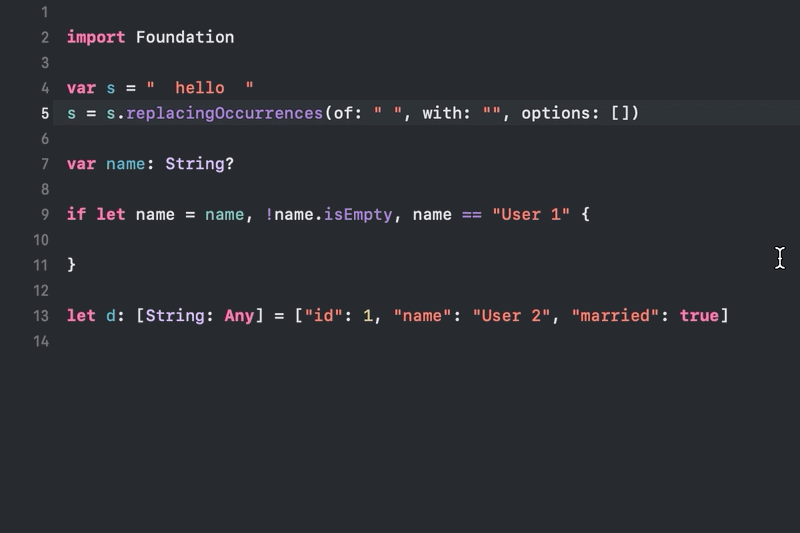 1
2 import Foundation
3
4 var s = "  hello  "
5 s = s.replacingOccurrences(of: " ", with: "", options: [])
6
7 var name: String?
8
9 if let name = name, !name.isEmpty, name == "User 1" {
10
11 }
12
13 let d: [String: Any] = ["id": 1, "name": "User 2", "married": true]
14